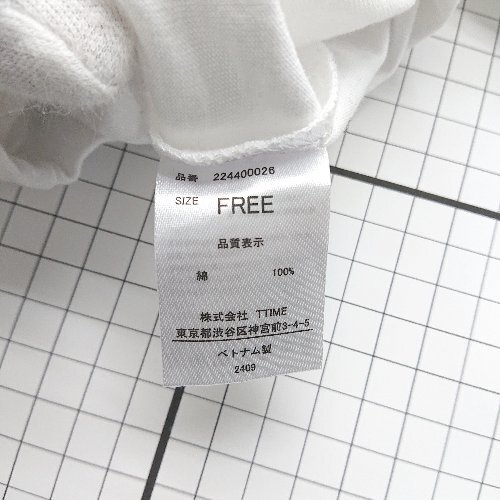 品番 224400026
SIZE FREE
品質表示
綿 100%
株式会社 TTIME
東京都渋谷区神宮前3-4-5
ベトナム製
2409